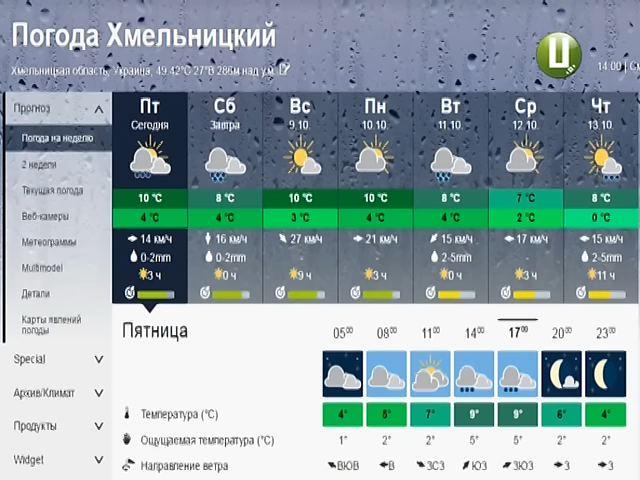 Погода Хмельницкий
Хмельницкая область, Украина, 49.42°С 27°В 286м над у.м.
Ц
14:00
Прогноз
Погода на неделю
2 недели
Текущая погода
Веб-камеры
Метеограммы
Multimodel
Детали
Карты явлений
погоды
Special
Архив/Климат
Продукты
Widget
Пт Сб Вс Пн Вт Ср Чт
Сегодня Завтра 9.10. 10.10. 11.10. 12.10. 13.10.
10 °C 8 °C 10 °C 10 °C 8 °C 7 °C 8 °C
4 °C 4 °C 3 °C 4 °C 4 °C 2 °C 0 °C
14 км/ч 16 км/ч 27 км/ч 21 км/ч 15 км/ч 17 км/ч 15 км/ч
0-2mm 0-2mm - - 2-5mm - 2-5mm
3 ч 0 ч 9 ч 3 ч 0 ч 3 ч 11 ч
Пятница
05⁰⁰ 08⁰⁰ 11⁰⁰ 14⁰⁰ 17⁰⁰ 20⁰⁰ 23⁰⁰
Температура (°C) 4° 5° 7° 9° 9° 6° 4°
Ощущаемая температура (°C) 1° 2° 2° 5° 5° 2° 2°
Направление ветра ВЮВ В ЗСЗ ЮЗ ЗЮЗ З З